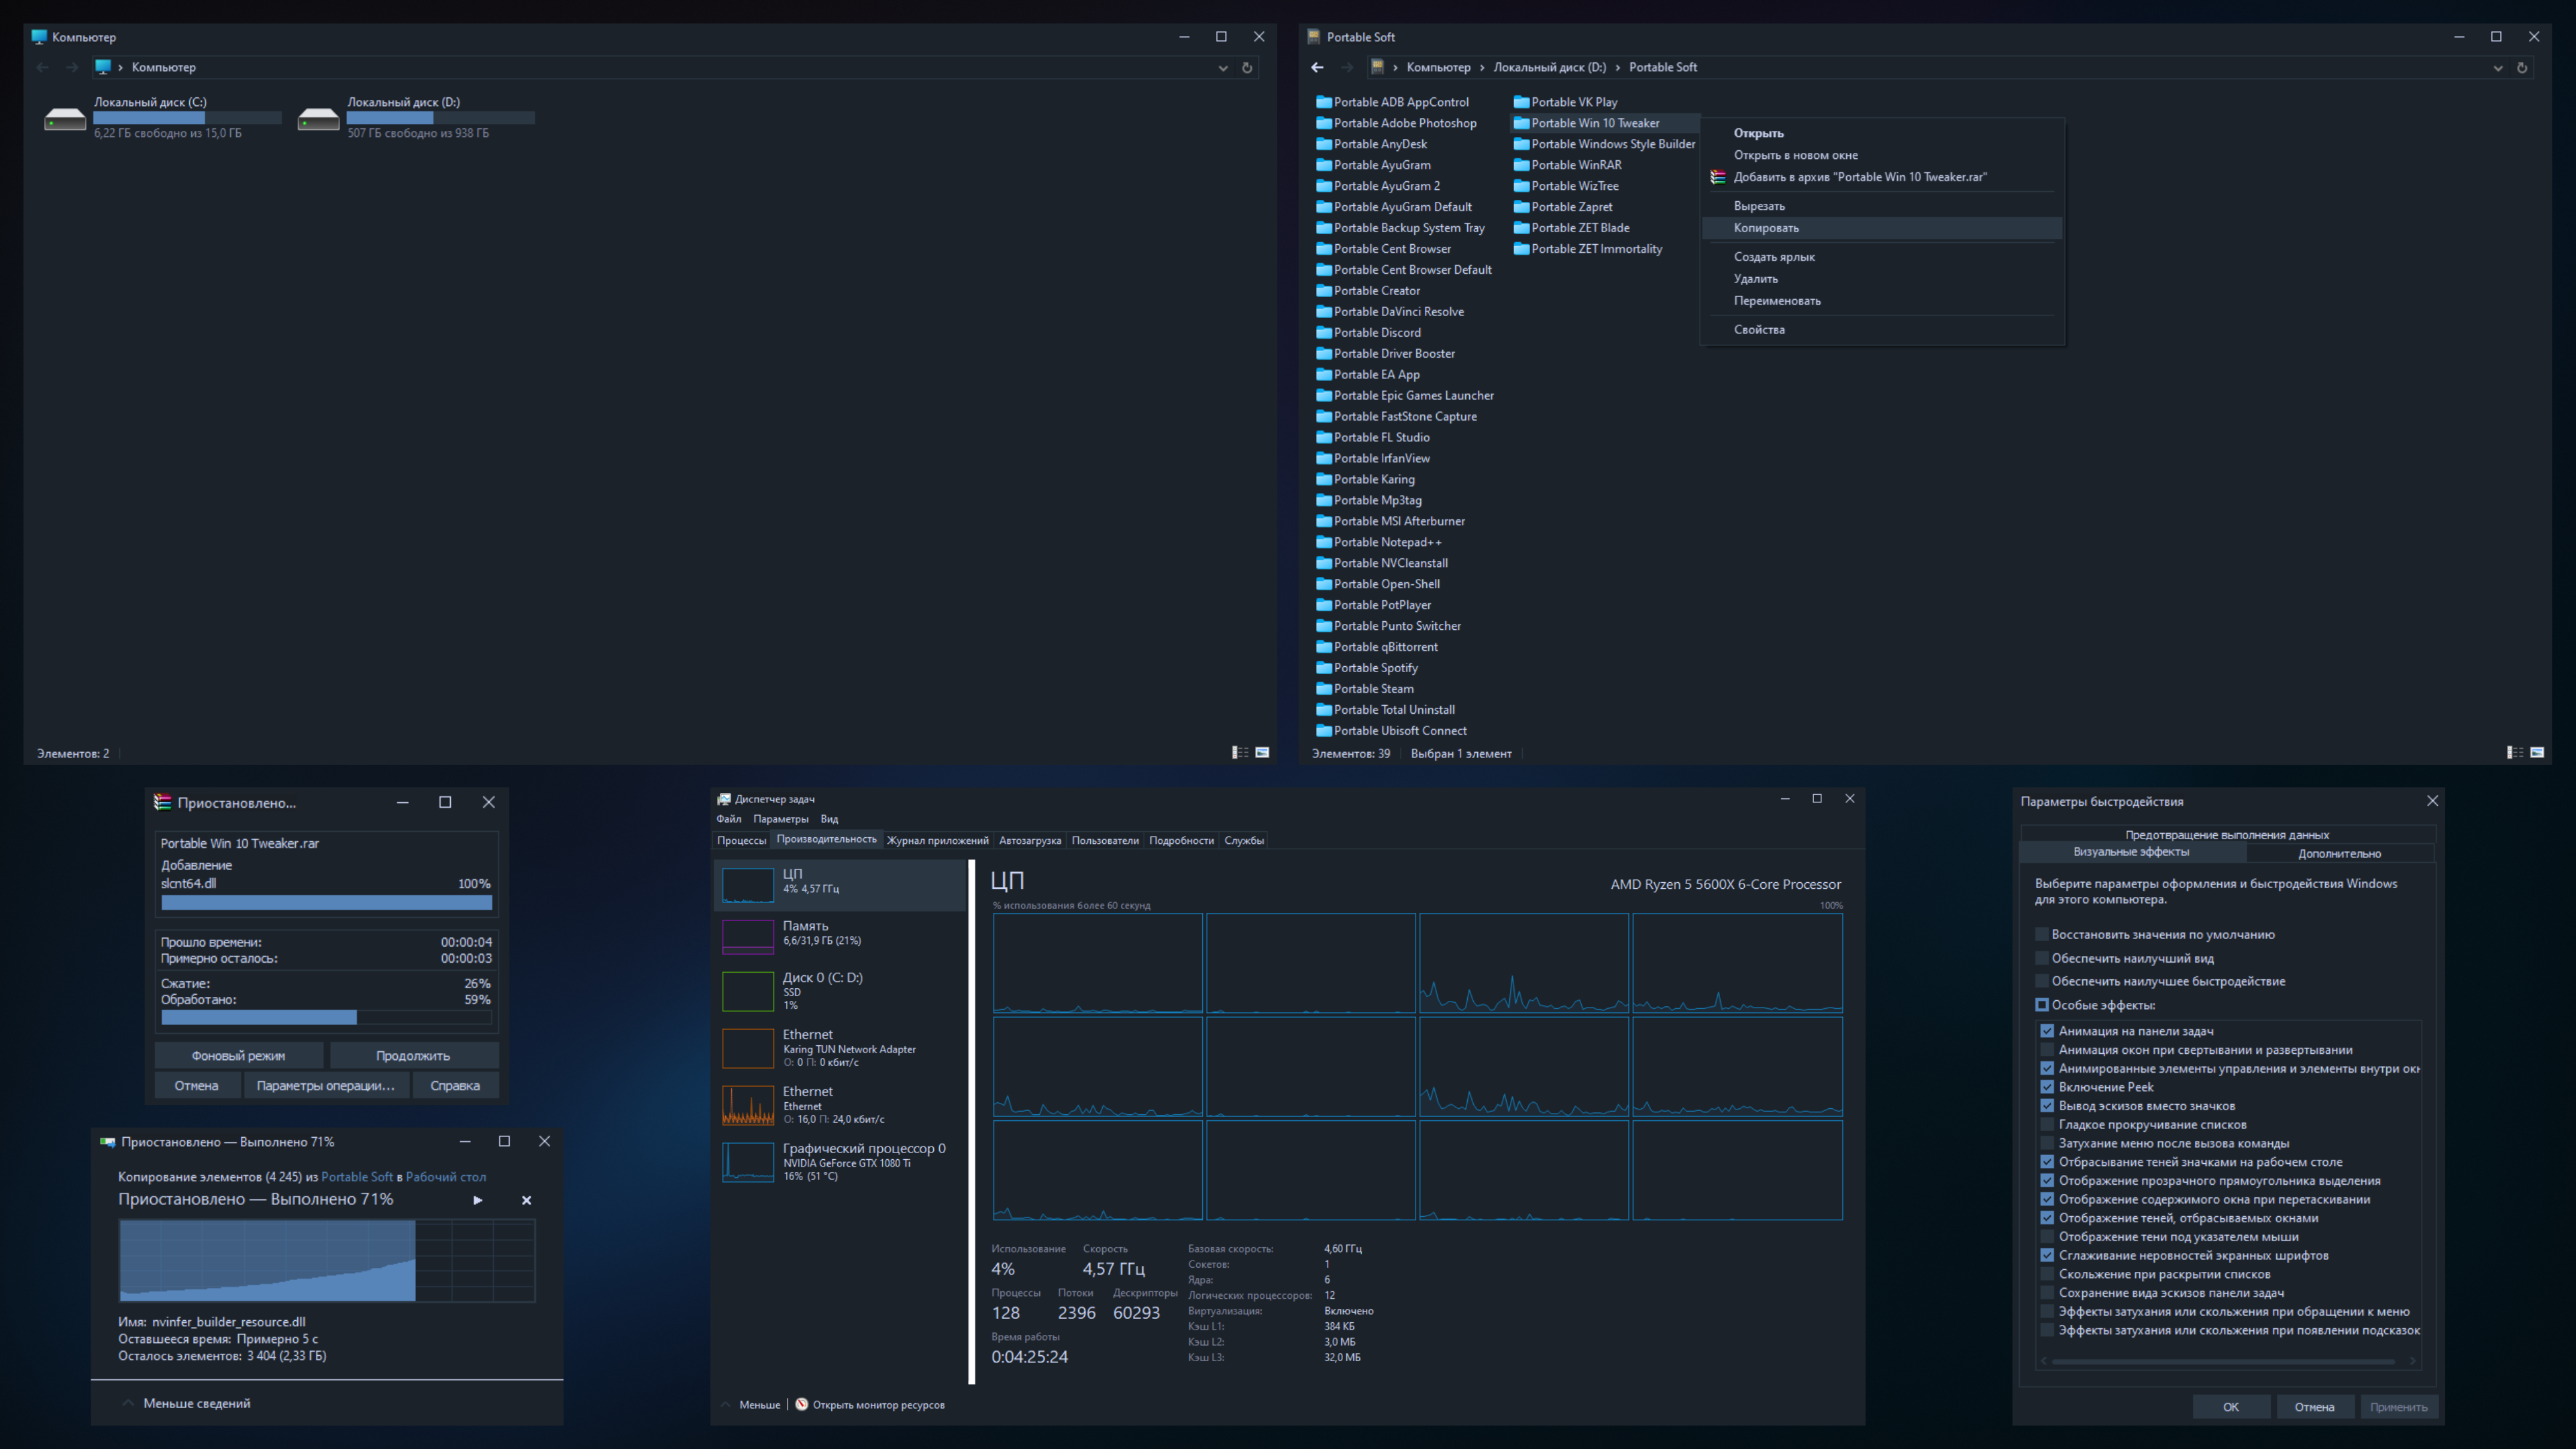 Компьютер
Компьютер
Локальный диск (C:)
6,22 ГБ свободно из 15,0 ГБ
Локальный диск (D:)
507 ГБ свободно из 938 ГБ
Элементов: 2
Portable Soft
Компьютер
Локальный диск (D:)
Portable Soft
Portable ADB AppControl
Portable Adobe Photoshop
Portable AnyDesk
Portable AyuGram
Portable AyuGram 2
Portable AyuGram Default
Portable Backup System Tray
Portable Cent Browser
Portable Cent Browser Default
Portable Creator
Portable DaVinci Resolve
Portable Discord
Portable Driver Booster
Portable EA App
Portable Epic Games Launcher
Portable FastStone Capture
Portable FL Studio
Portable IrfanView
Portable Karing
Portable Mp3tag
Portable MSI Afterburner
Portable Notepad++
Portable NVCleanstall
Portable Open-Shell
Portable PotPlayer
Portable Punto Switcher
Portable qBittorrent
Portable Spotify
Portable Steam
Portable Total Uninstall
Portable Ubisoft Connect
Portable VK Play
Portable Win 10 Tweaker
Portable Windows Style Builder
Portable WinRAR
Portable WizTree
Portable Zapret
Portable ZET Blade
Portable ZET Immortality
Открыть
Открыть в новом окне
Добавить в архив "Portable Win 10 Tweaker.rar"
Вырезать
Копировать
Создать ярлык
Удалить
Переименовать
Свойства
Элементов: 39
Выбран 1 элемент
Приостановлено...
Portable Win 10 Tweaker.rar
Добавление
slcnt64.dll 100%
Прошло времени: 00:00:04
Примерно осталось: 00:00:03
Сжатие: 26%
Обработано: 59%
Фоновый режим
Продолжить
Отмена
Параметры операции...
Справка
Приостановлено — Выполнено 71%
Копирование элементов (4 245) из Portable Soft в Рабочий стол
Приостановлено — Выполнено 71%
Имя: nvinfer_builder_resource.dll
Оставшееся время: Примерно 5 с
Осталось элементов: 3 404 (2,33 ГБ)
Меньше сведений
Диспетчер задач
Файл Параметры Вид
Процессы Производительность Журнал приложений Автозагрузка Пользователи Подробности Службы
ЦП
4% 4,57 ГГц
Память
6,6/31,9 ГБ (21%)
Диск 0 (C: D:)
SSD
1%
Ethernet
Karing TUN Network Adapter
О: 0 П: 0 кбит/с
Ethernet
Ethernet
О: 16,0 П: 24,0 кбит/с
Графический процессор 0
NVIDIA GeForce GTX 1080 Ti
16% (51 °C)
ЦП
AMD Ryzen 5 5600X 6-Core Processor
% использования более 60 секунд 100%
Использование Скорость
4% 4,57 ГГц
Процессы Потоки Дескрипторы
128 2396 60293
Время работы
0:04:25:24
Базовая скорость: 4,60 ГГц
Сокетов: 1
Ядра: 6
Логических процессоров: 12
Виртуализация: Включено
Кэш L1: 384 КБ
Кэш L2: 3,0 МБ
Кэш L3: 32,0 МБ
Меньше
Открыть монитор ресурсов
Параметры быстродействия
Предотвращение выполнения данных
Визуальные эффекты
Дополнительно
Выберите параметры оформления и быстродействия Windows
для этого компьютера.
Восстановить значения по умолчанию
Обеспечить наилучший вид
Обеспечить наилучшее быстродействие
Особые эффекты:
Анимация на панели задач
Анимация окон при свертывании и развертывании
Анимированные элементы управления и элементы внутри окн
Включение Peek
Вывод эскизов вместо значков
Гладкое прокручивание списков
Затухание меню после вызова команды
Отбрасывание теней значками на рабочем столе
Отображение прозрачного прямоугольника выделения
Отображение содержимого окна при перетаскивании
Отображение теней, отбрасываемых окнами
Отображение тени под указателем мыши
Сглаживание неровностей экранных шрифтов
Скольжение при раскрытии списков
Сохранение вида эскизов панели задач
Эффекты затухания или скольжения при обращении к меню
Эффекты затухания или скольжения при появлении подсказок
ОК
Отмена
Применить